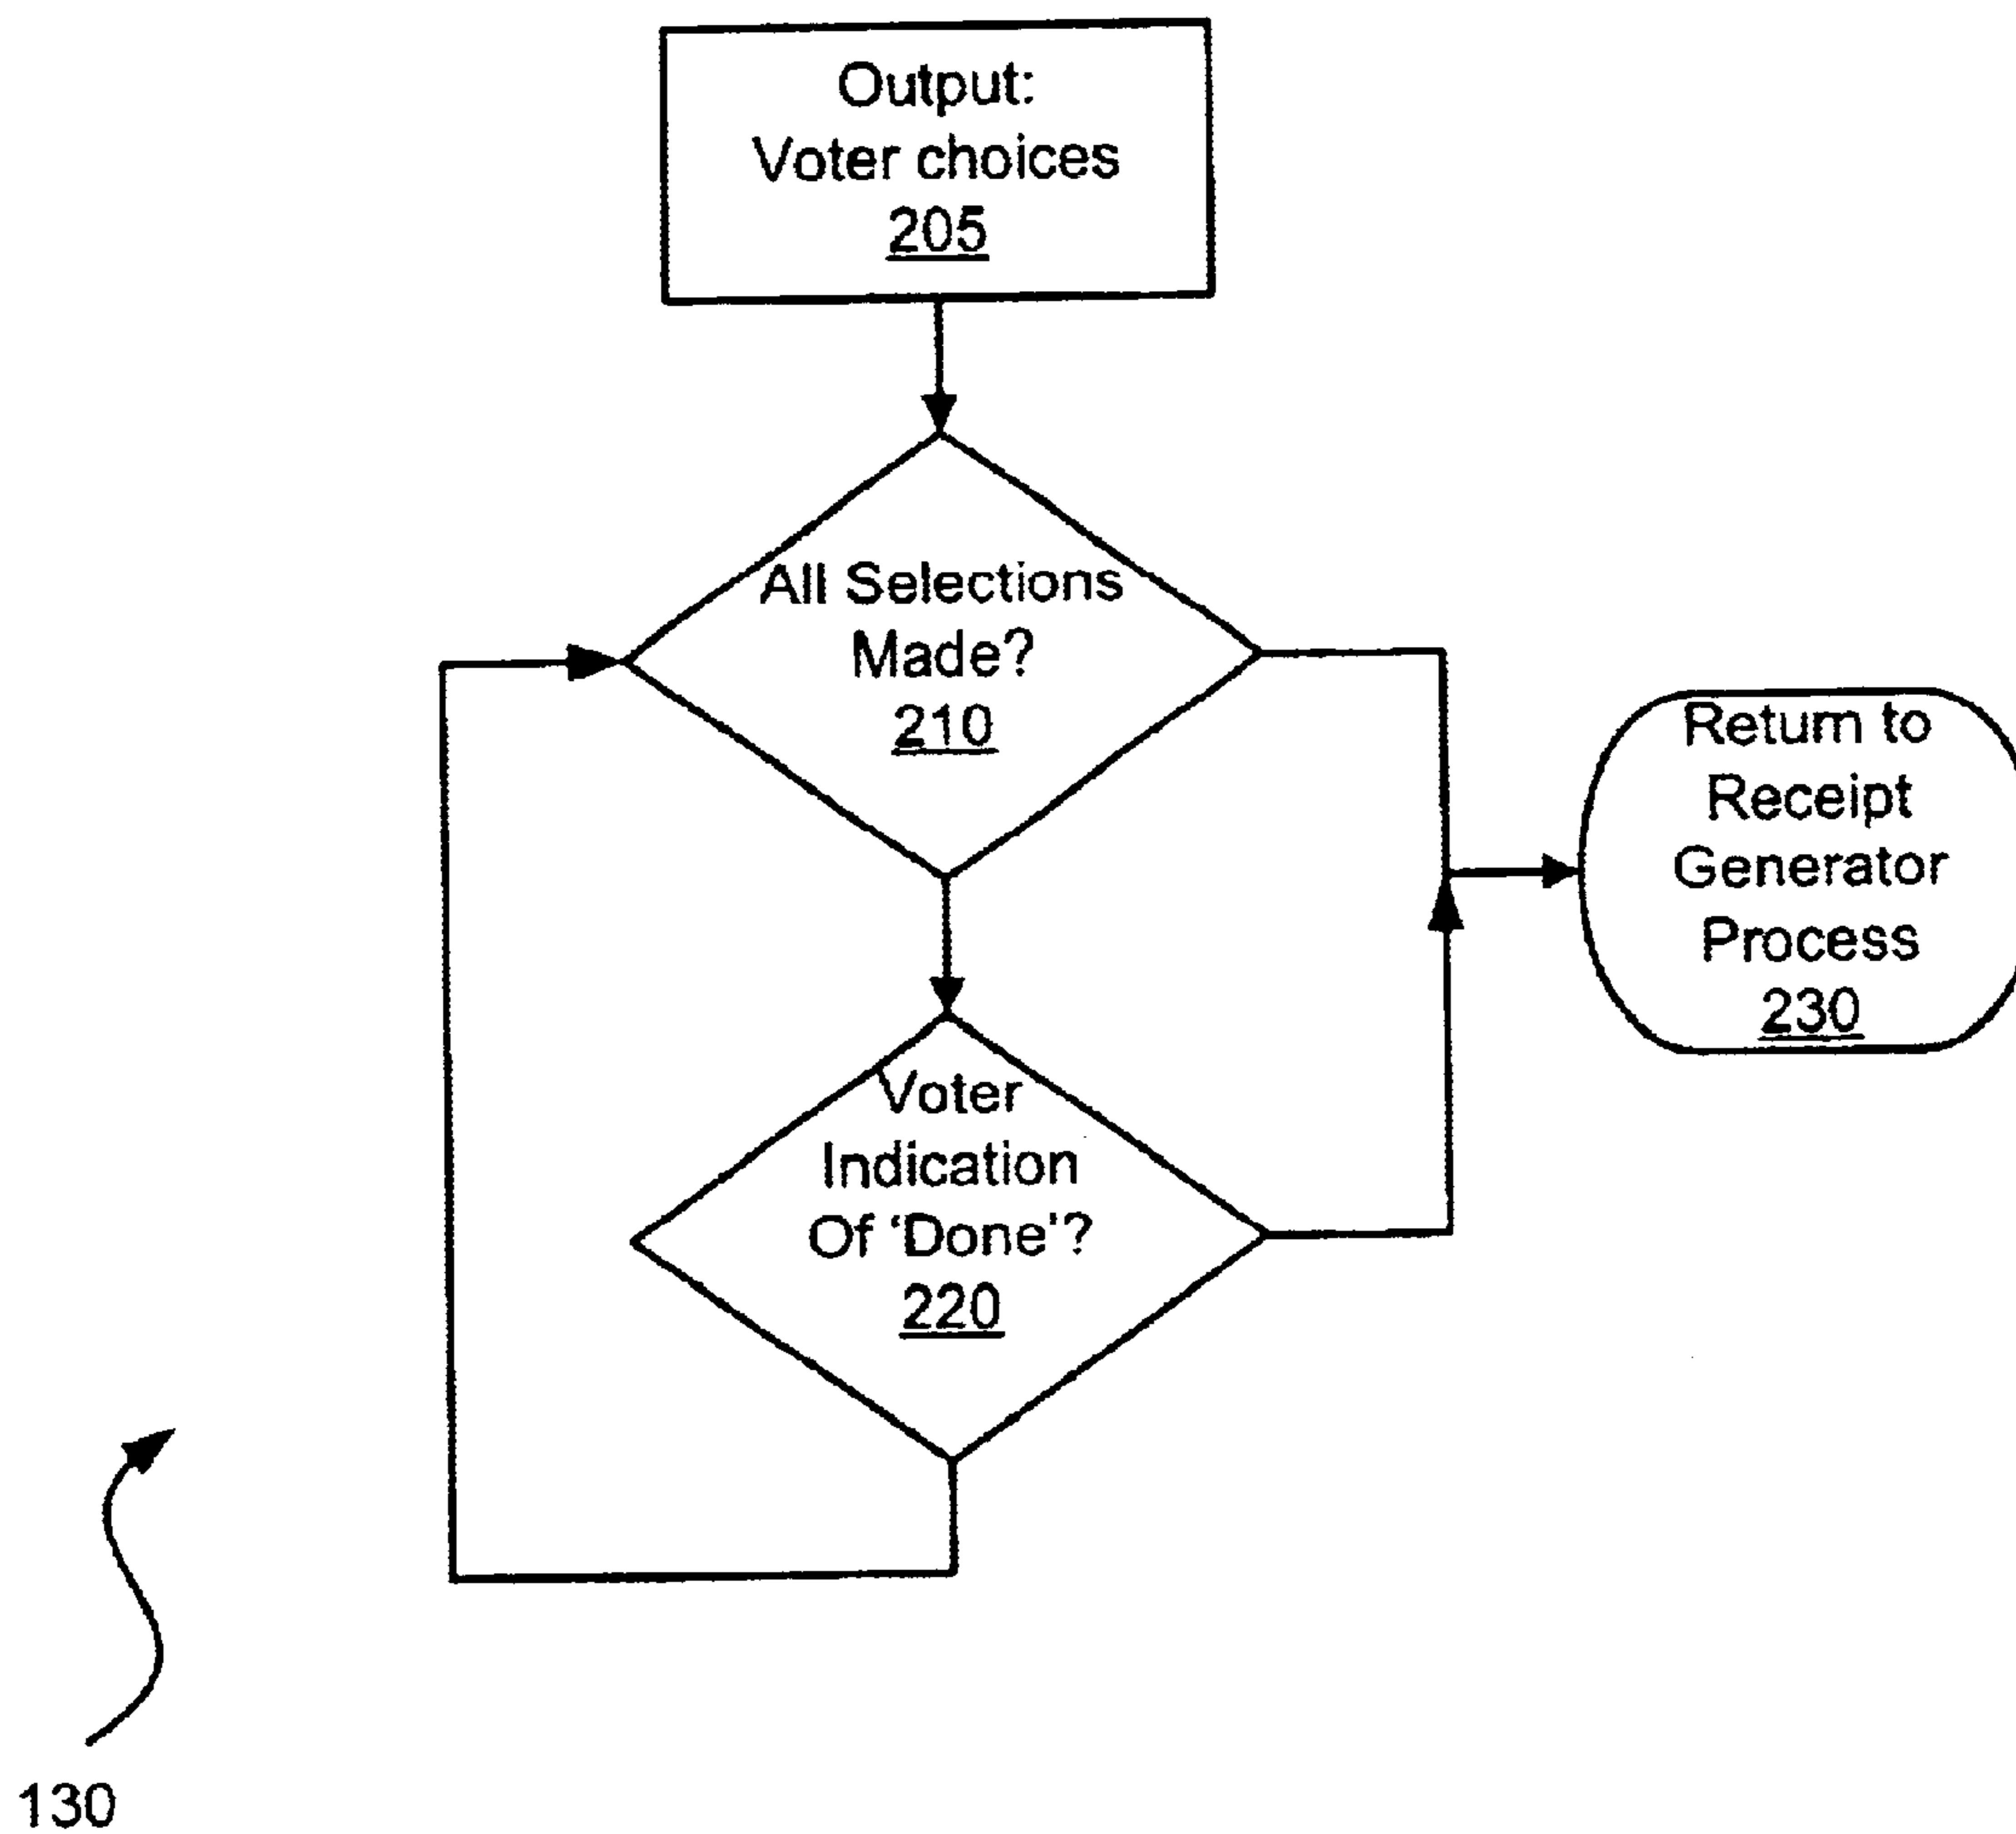 Output:
Voter choices
205
All Selections
Made?
210
Return to
Receipt
Generator
Process
230
Voter
Indication
Of ‘Done’?
220
130